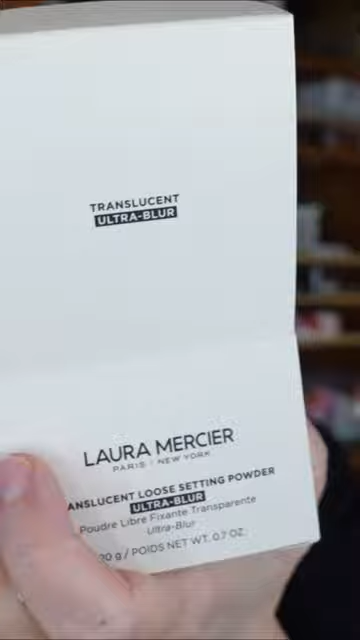 TRANSLUCENT
ULTRA-BLUR
LAURA MERCIER
PARIS NEW YORK
ANSLUCENT LOOSE SETTING POWDER
ULTRA-BLUR
Poudre Libre Fixante Transparente
Ultra-Blur
20 g / POIDS NET WT. 0.7 OZ.